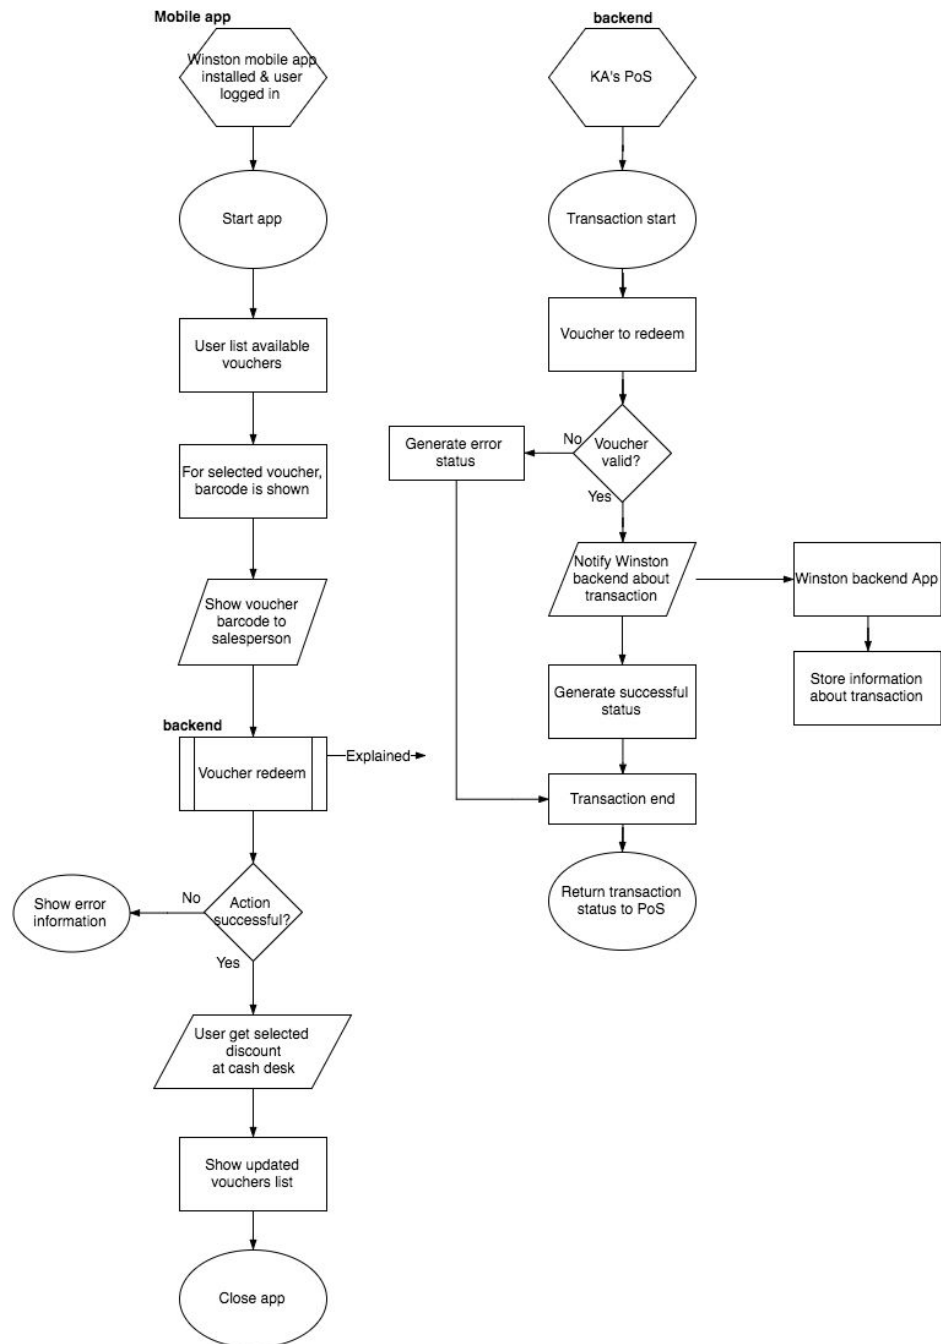 Mobile app
Winston mobile app
installed & user
logged in
Start app
User list available
vouchers
For selected voucher,
barcode is shown
Show voucher
barcode to
salesperson
backend
Voucher redeem
Explained
Action
successful?
No
Show error
information
Yes
User get selected
discount
at cash desk
Show updated
vouchers list
Close app
backend
KA's PoS
Transaction start
Voucher to redeem
Voucher
valid?
No
Generate error
status
Yes
Notify Winston
backend about
transaction
Winston backend App
Store information
about transaction
Generate successful
status
Transaction end
Return transaction
status to PoS